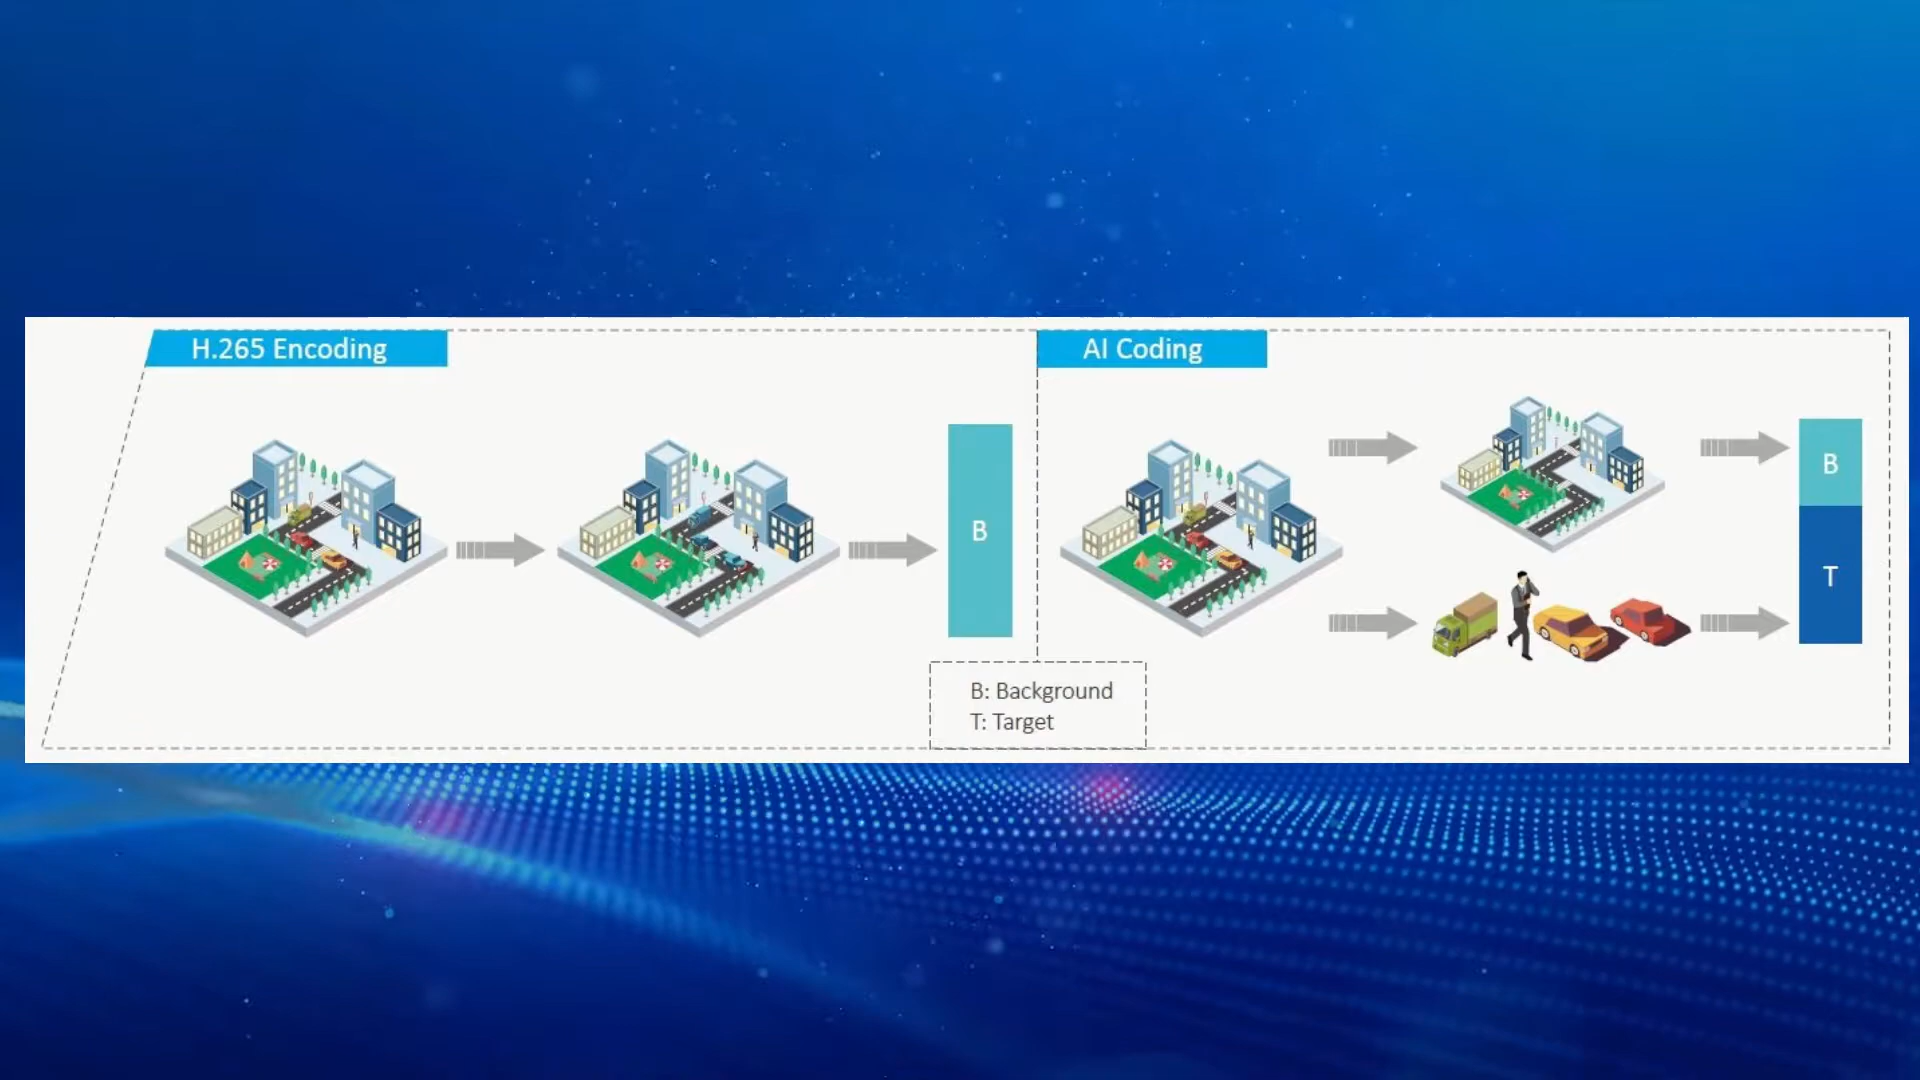 H.265 Encoding
B
AI Coding
B
T
B: Background
T: Target